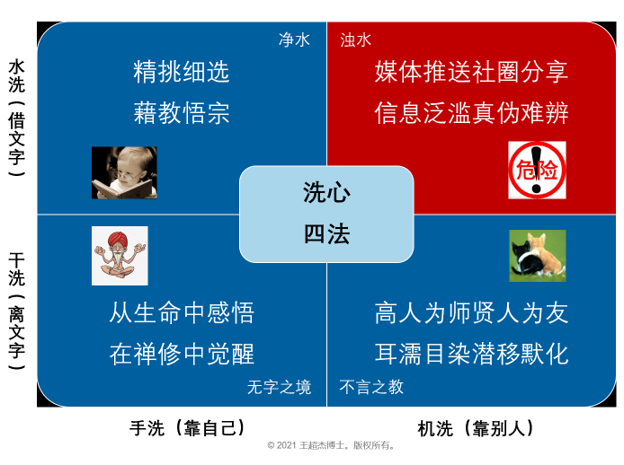 净水
浊水
精挑细选
藉教悟宗
媒体推送社圈分享
信息泛滥真伪难辨
水洗(借文字)
危险
洗心
四法
干洗(离文字)
从生命中感悟
在禅修中觉醒
高人为师贤人为友
耳濡目染潜移默化
无字之境
不言之教
手洗（靠自己）
机洗（靠别人）
© 2021 王超杰博士。版权所有。